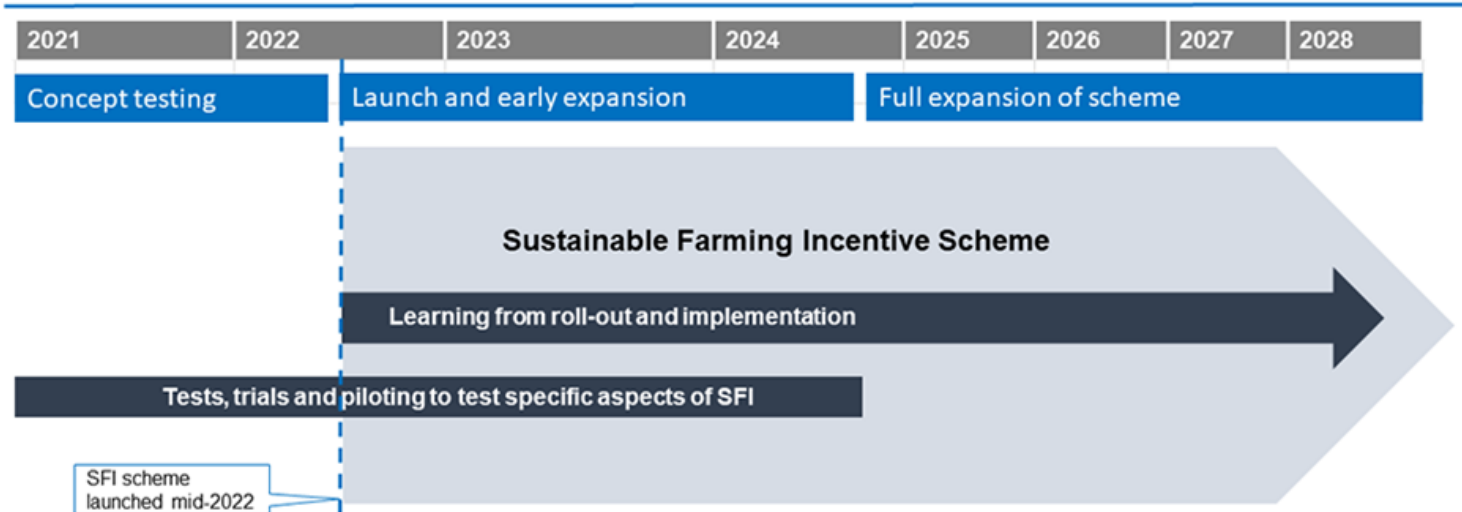 2021 2022 2023 2024 2025 2026 2027 2028
Concept testing Launch and early expansion Full expansion of scheme
Sustainable Farming Incentive Scheme
Learning from roll-out and implementation
Tests, trials and piloting to test specific aspects of SFI
SFI scheme
launched mid-2022